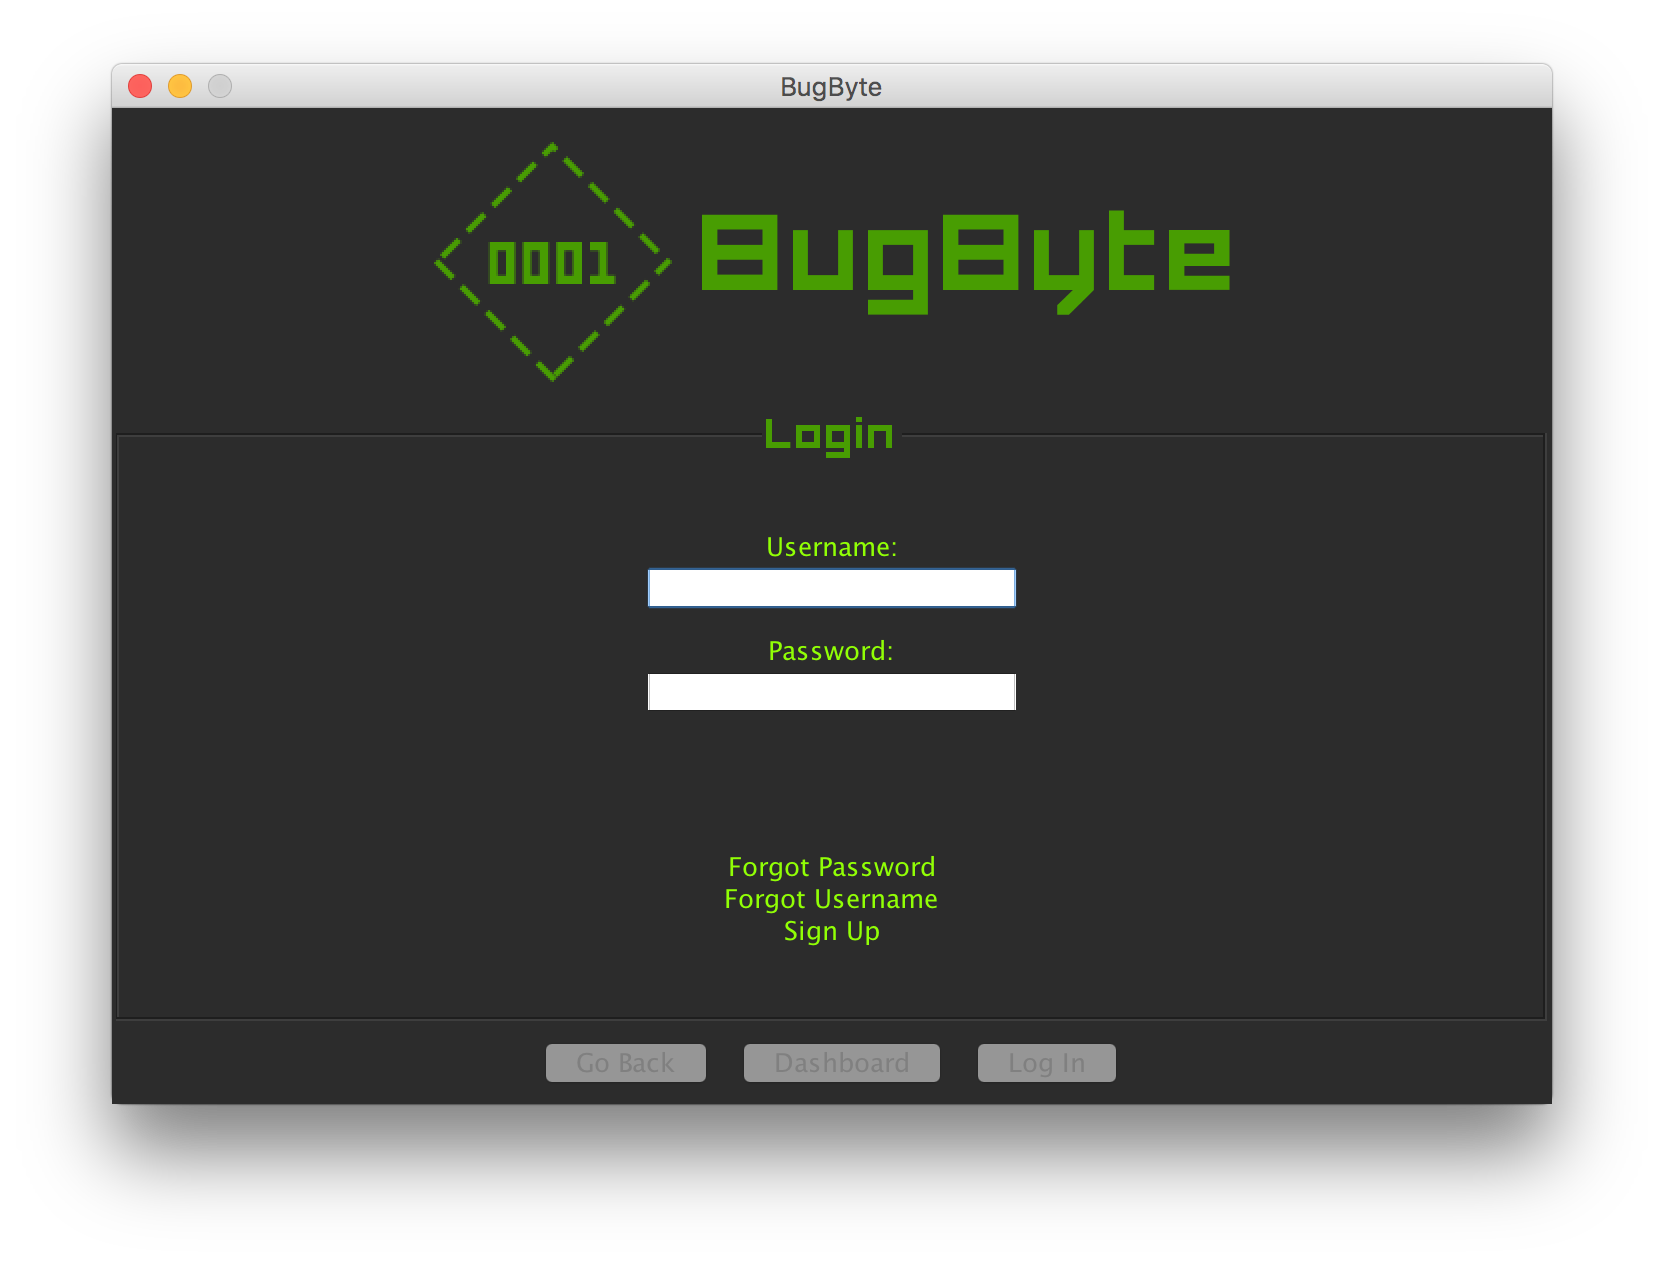 BugByte
0001
BugByte
Login
Username:
Password:
Forgot Password
Forgot Username
Sign Up
Go Back Dashboard Log In